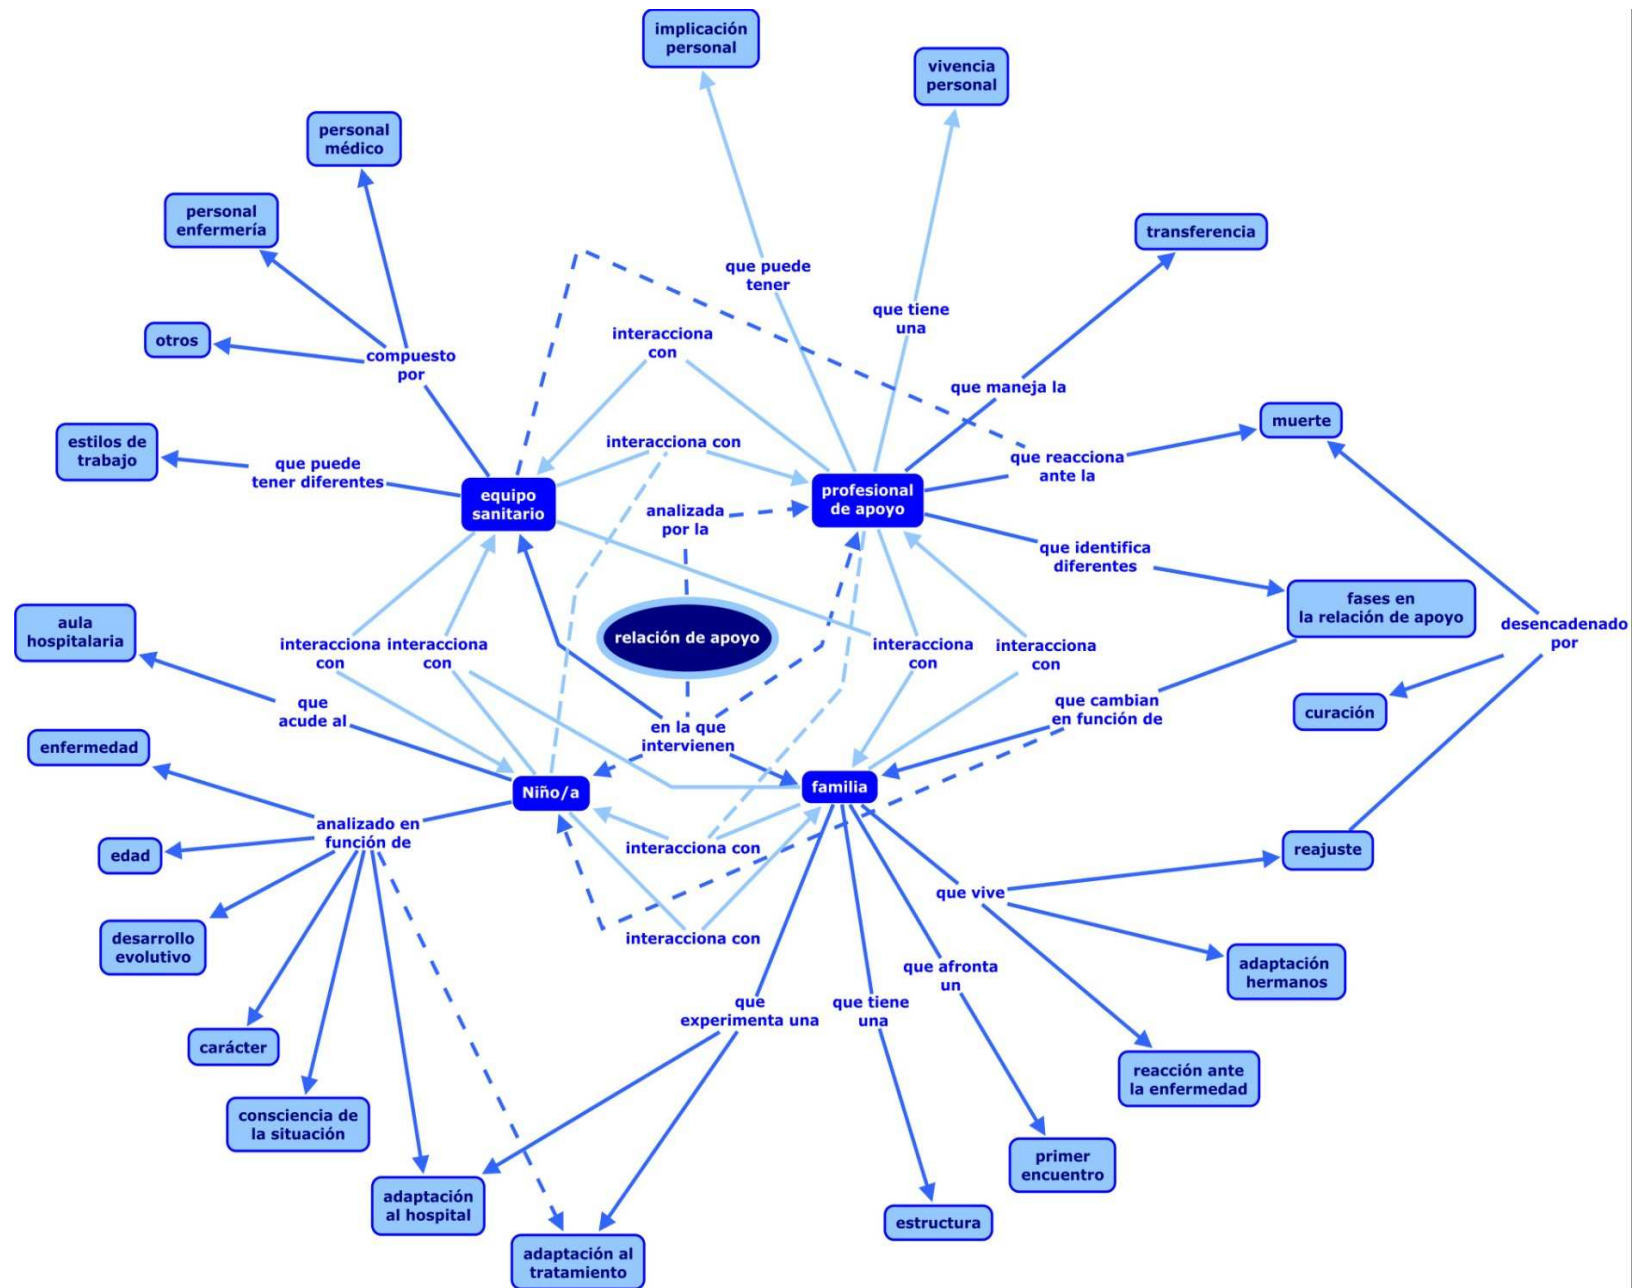 implicación
personal
vivencia
personal
personal
médico
personal
enfermería
transferencia
que puede
tener
que tiene
una
otros
compuesto
por
interacciona
con
que maneja la
muerte
estilos de
trabajo
que puede
tener diferentes
interacciona con
que reacciona
ante la
equipo
sanitario
profesional
de apoyo
analizada
por la
que identifica
diferentes
fases en
la relación de apoyo
aula
hospitalaria
interacciona
con
interacciona
con
relación de apoyo
interacciona
con
interacciona
con
desencadenado
por
que
acude al
en la que
intervienen
que cambian
en función de
curación
enfermedad
Niño/a
familia
analizado en
función de
edad
interacciona con
reajuste
que vive
desarrollo
evolutivo
interacciona con
adaptación
hermanos
que afronta
un
que
experimenta una
que tiene
una
carácter
reacción ante
la enfermedad
consciencia de
la situación
primer
encuentro
adaptación
al hospital
estructura
adaptación al
tratamiento